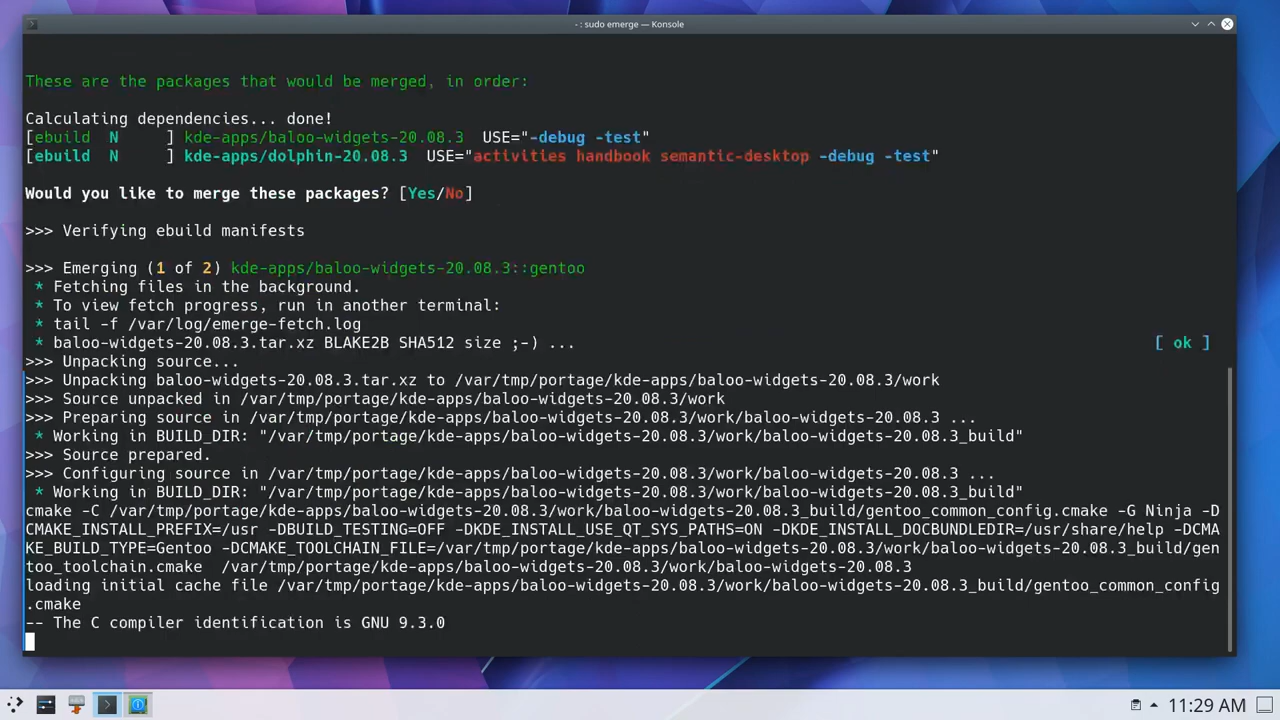 - : sudo emerge — Konsole
These are the packages that would be merged, in order:
Calculating dependencies... done!
[ebuild  N     ] kde-apps/baloo-widgets-20.08.3  USE="-debug -test"
[ebuild  N     ] kde-apps/dolphin-20.08.3  USE="activities handbook semantic-desktop -debug -test"
Would you like to merge these packages? [Yes/No]
>>> Verifying ebuild manifests
>>> Emerging (1 of 2) kde-apps/baloo-widgets-20.08.3::gentoo
 * Fetching files in the background.
 * To view fetch progress, run in another terminal:
 * tail -f /var/log/emerge-fetch.log
 * baloo-widgets-20.08.3.tar.xz BLAKE2B SHA512 size ;-) ... [ ok ]
>>> Unpacking source...
>>> Unpacking baloo-widgets-20.08.3.tar.xz to /var/tmp/portage/kde-apps/baloo-widgets-20.08.3/work
>>> Source unpacked in /var/tmp/portage/kde-apps/baloo-widgets-20.08.3/work
>>> Preparing source in /var/tmp/portage/kde-apps/baloo-widgets-20.08.3/work/baloo-widgets-20.08.3 ...
 * Working in BUILD_DIR: "/var/tmp/portage/kde-apps/baloo-widgets-20.08.3/work/baloo-widgets-20.08.3_build"
>>> Source prepared.
>>> Configuring source in /var/tmp/portage/kde-apps/baloo-widgets-20.08.3/work/baloo-widgets-20.08.3 ...
 * Working in BUILD_DIR: "/var/tmp/portage/kde-apps/baloo-widgets-20.08.3/work/baloo-widgets-20.08.3_build"
cmake -C /var/tmp/portage/kde-apps/baloo-widgets-20.08.3/work/baloo-widgets-20.08.3_build/gentoo_common_config.cmake -G Ninja -D
CMAKE_INSTALL_PREFIX=/usr -DBUILD_TESTING=OFF -DKDE_INSTALL_USE_QT_SYS_PATHS=ON -DKDE_INSTALL_DOCBUNDLEDIR=/usr/share/help -DCMA
KE_BUILD_TYPE=Gentoo -DCMAKE_TOOLCHAIN_FILE=/var/tmp/portage/kde-apps/baloo-widgets-20.08.3/work/baloo-widgets-20.08.3_build/gen
too_toolchain.cmake  /var/tmp/portage/kde-apps/baloo-widgets-20.08.3/work/baloo-widgets-20.08.3
loading initial cache file /var/tmp/portage/kde-apps/baloo-widgets-20.08.3/work/baloo-widgets-20.08.3_build/gentoo_common_config
.cmake
-- The C compiler identification is GNU 9.3.0
11:29 AM